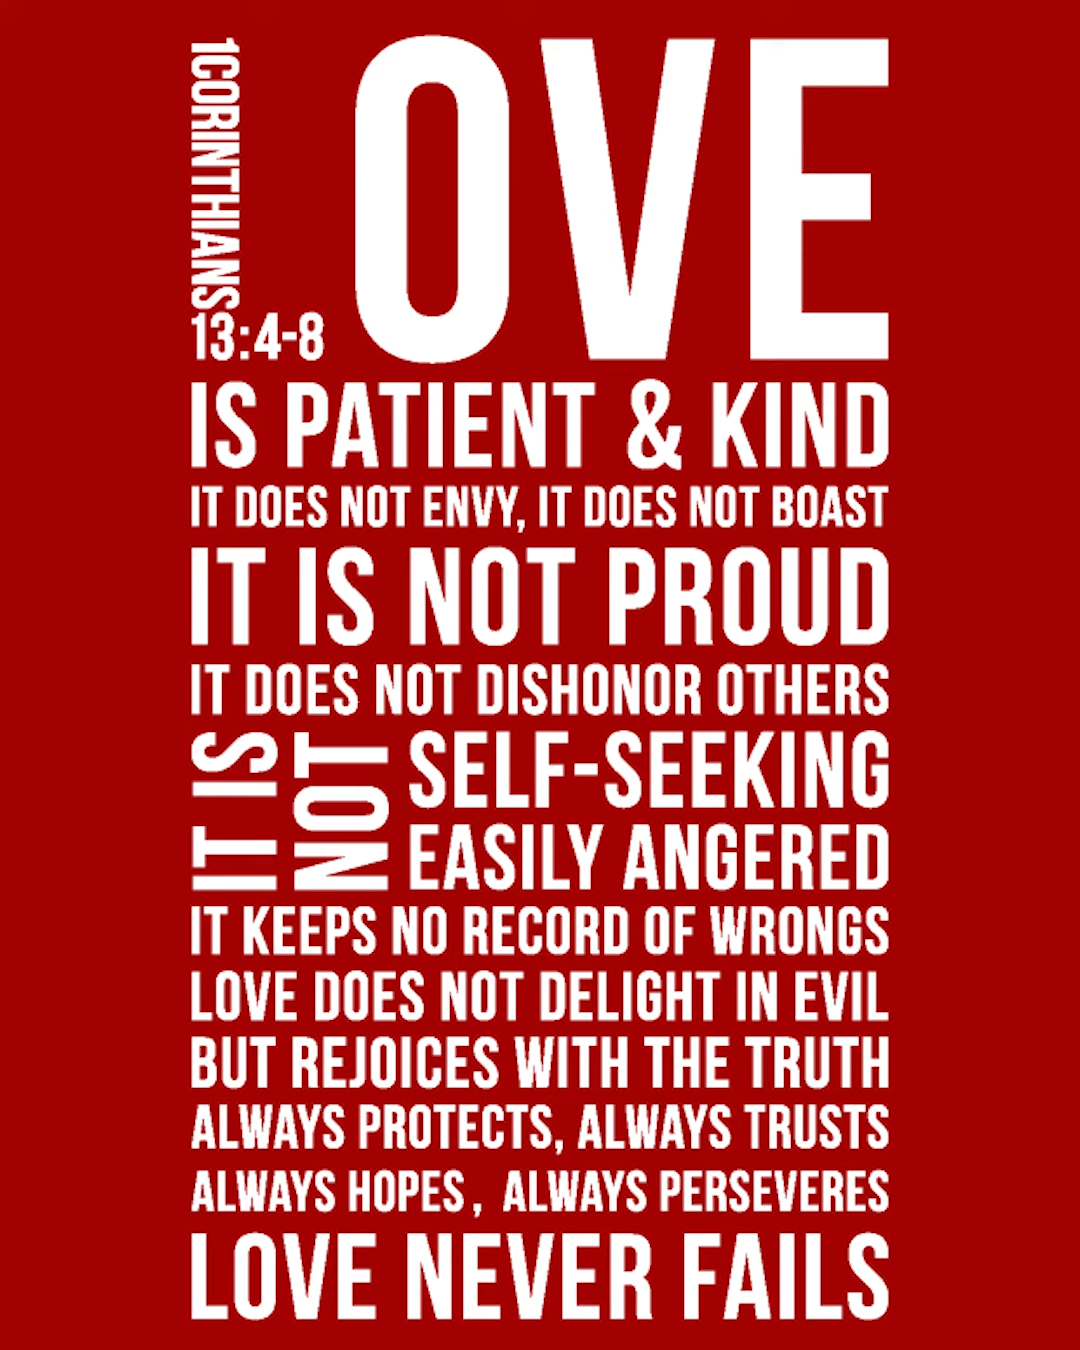 1CORINTHIANS
13:4-8
OVE
IS PATIENT & KIND
IT DOES NOT ENVY, IT DOES NOT BOAST
IT IS NOT PROUD
IT DOES NOT DISHONOR OTHERS
IT IS
NOT
SELF-SEEKING
EASILY ANGERED
IT KEEPS NO RECORD OF WRONGS
LOVE DOES NOT DELIGHT IN EVIL
BUT REJOICES WITH THE TRUTH
ALWAYS PROTECTS, ALWAYS TRUSTS
ALWAYS HOPES, ALWAYS PERSEVERES
LOVE NEVER FAILS